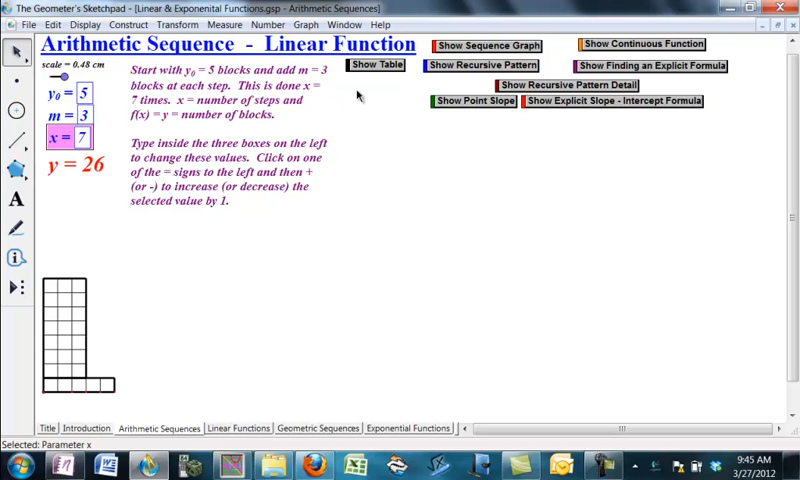 The Geometer's Sketchpad - [Linear & Exponenital Functions.gsp - Arithmetic Sequences]
File Edit Display Construct Transform Measure Number Graph Window Help
Arithmetic Sequence - Linear Function
scale = 0.48 cm
y0 = 5
m = 3
x = 7
y = 26
Start with y0 = 5 blocks and add m = 3
blocks at each step. This is done x =
7 times. x = number of steps and
f(x) = y = number of blocks.
Type inside the three boxes on the left
to change these values. Click on one
of the = signs to the left and then +
(or -) to increase (or decrease) the
selected value by 1.
Show Table
Show Sequence Graph
Show Continuous Function
Show Recursive Pattern
Show Finding an Explicit Formula
Show Recursive Pattern Detail
Show Point Slope
Show Explicit Slope - Intercept Formula
Title Introduction Arithmetic Sequences Linear Functions Geometric Sequences Exponential Functions
Selected: Parameter x
9:45 AM
3/27/2012